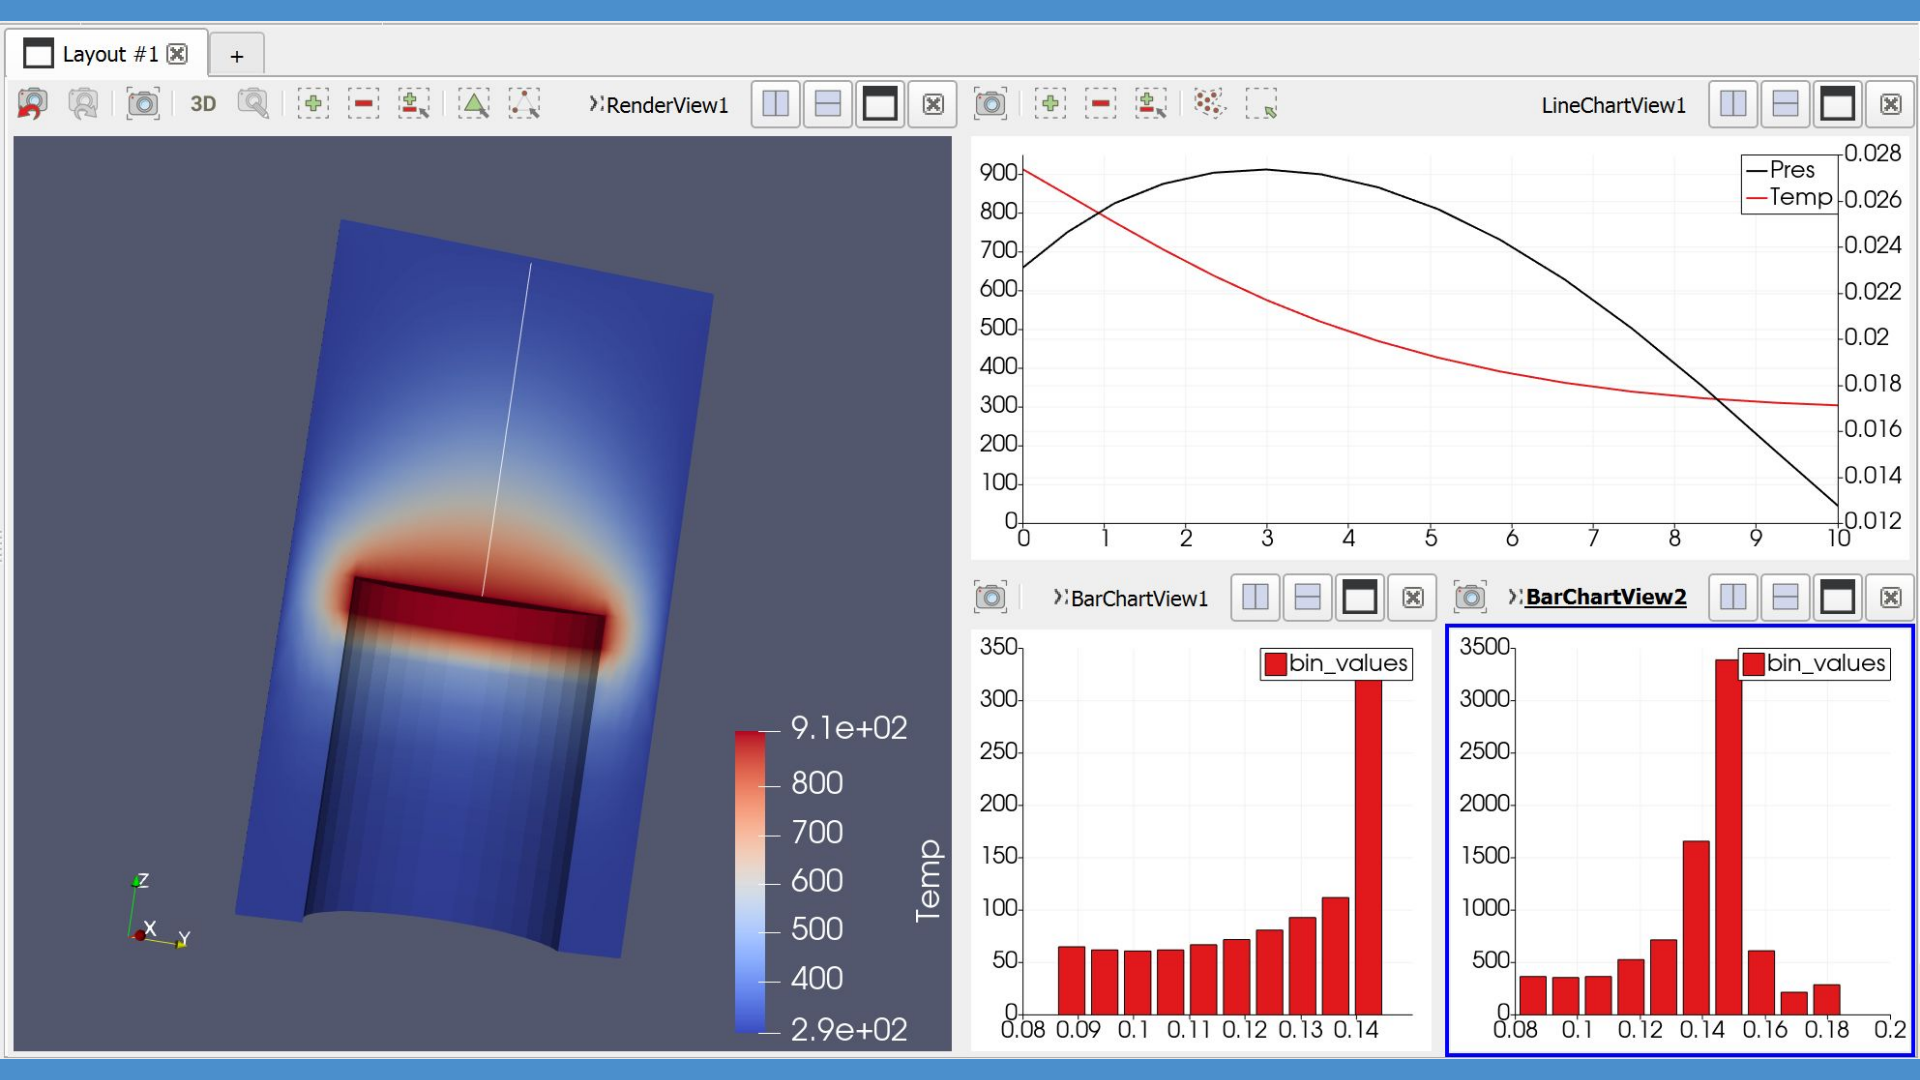 Layout #1
+
3D
RenderView1
LineChartView1
Z
X
Y
9.1e+02
800
700
600
500
400
2.9e+02
Temp
900
800
700
600
500
400
300
200
100
0
0 1 2 3 4 5 6 7 8 9 10
Pres
Temp
0.028
0.026
0.024
0.022
0.02
0.018
0.016
0.014
0.012
BarChartView1
350
300
250
200
150
100
50
0
0.08 0.09 0.1 0.11 0.12 0.13 0.14
bin_values
BarChartView2
3500
3000
2500
2000
1500
1000
500
0
0.08 0.1 0.12 0.14 0.16 0.18 0.2
bin_values